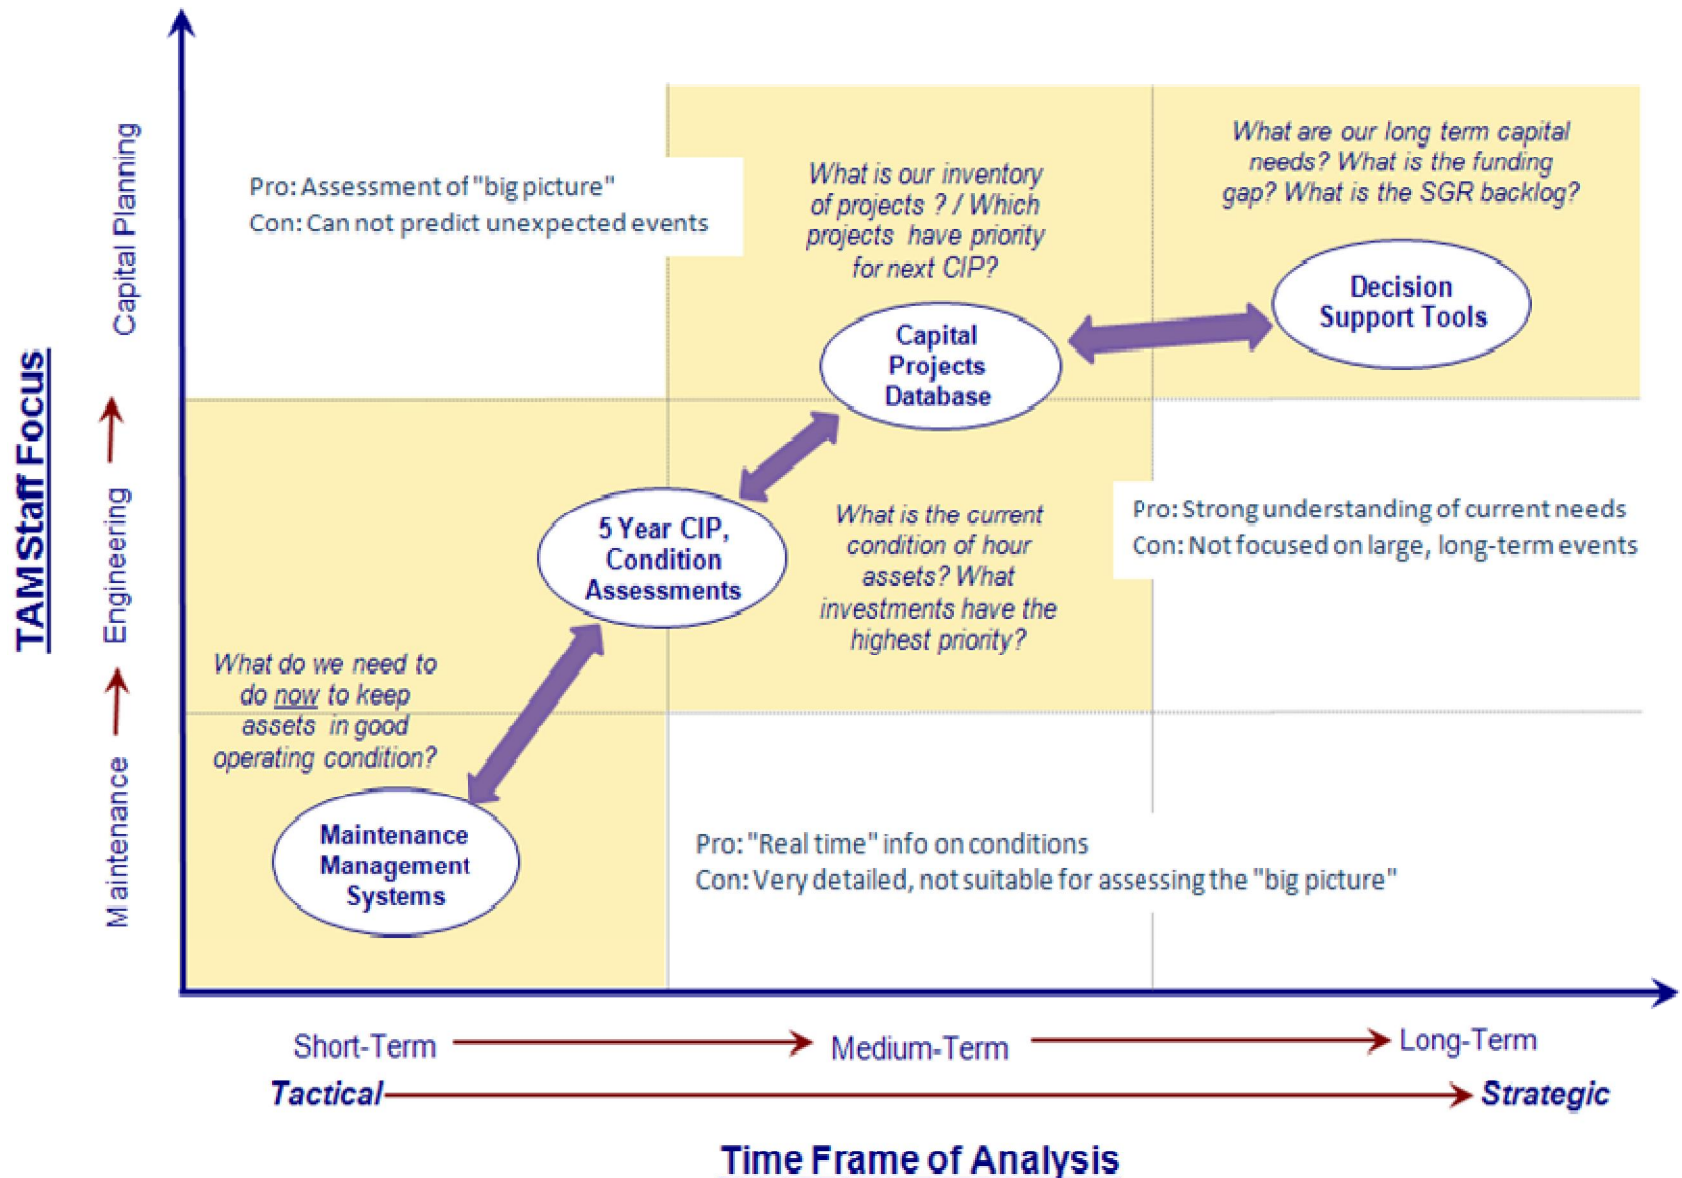 What are our long term capital
needs? What is the funding
gap? What is the SGR backlog?
What is our inventory
of projects ? / Which
projects have priority
for next CIP?
Pro: Assessment of "big picture"
Con: Can not predict unexpected events
Decision
Support Tools
Capital
Projects
Database
Capital Planning
Engineering
Maintenance
TAM Staff Focus
5 Year CIP,
Condition
Assessments
What is the current
condition of hour
assets? What
investments have the
highest priority?
Pro: Strong understanding of current needs
Con: Not focused on large, long-term events
What do we need to
do now to keep
assets in good
operating condition?
Maintenance
Management
Systems
Pro: "Real time" info on conditions
Con: Very detailed, not suitable for assessing the "big picture"
Short-Term
Medium-Term
Long-Term
Tactical
Strategic
Time Frame of Analysis